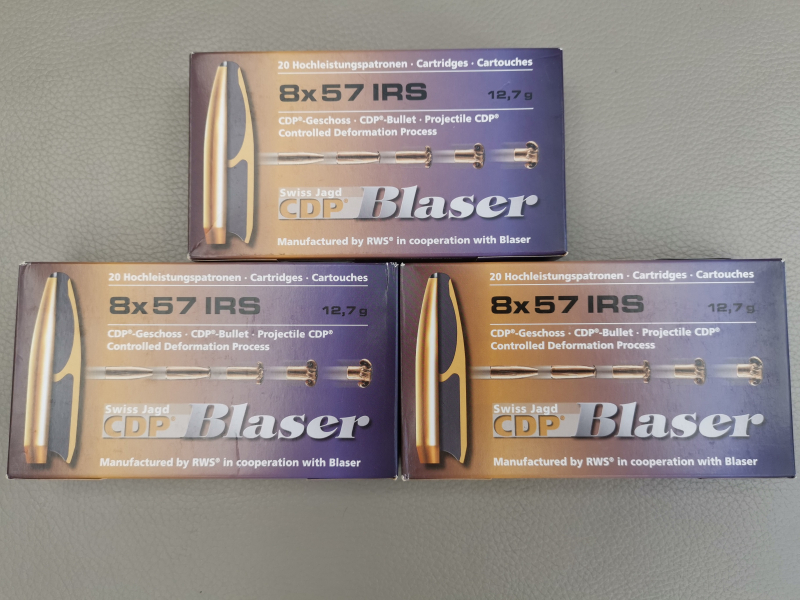 20 Hochleistungspatronen · Cartridges · Cartouches
8x57 IRS 12,7 g
CDP®-Geschoss · CDP®-Bullet · Projectile CDP®
Controlled Deformation Process
Swiss Jagd
CDP® Blaser
Manufactured by RWS® in cooperation with Blaser
20 Hochleistungspatronen · Cartridges · Cartouches
8x57 IRS 12,7 g
CDP®-Geschoss · CDP®-Bullet · Projectile CDP®
Controlled Deformation Process
Swiss Jagd
CDP® Blaser
Manufactured by RWS® in cooperation with Blaser
20 Hochleistungspatronen · Cartridges · Cartouches
8x57 IRS 12,7 g
CDP®-Geschoss · CDP®-Bullet · Projectile CDP®
Controlled Deformation Process
Swiss Jagd
CDP® Blaser
Manufactured by RWS® in cooperation with Blaser